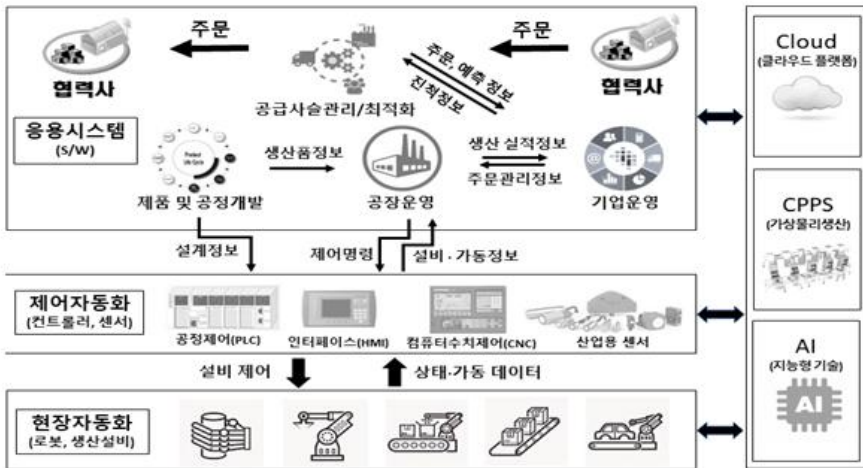 주문
주문
협력사
협력사
주문, 예측 정보
진척정보
공급사슬관리/최적화
응용시스템
(S/W)
Product
Life Cycle
생산품정보
생산 실적정보
주문관리정보
제품 및 공정개발
공장운영
기업운영
설계정보
제어명령
설비·가동정보
제어자동화
(컨트롤러, 센서)
공정제어(PLC)
인터페이스(HMI)
컴퓨터수치제어(CNC)
산업용 센서
설비 제어
상태·가동 데이터
현장자동화
(로봇, 생산설비)
Cloud
(클라우드 플랫폼)
CPPS
(가상물리생산)
AI
(지능형 기술)
AI